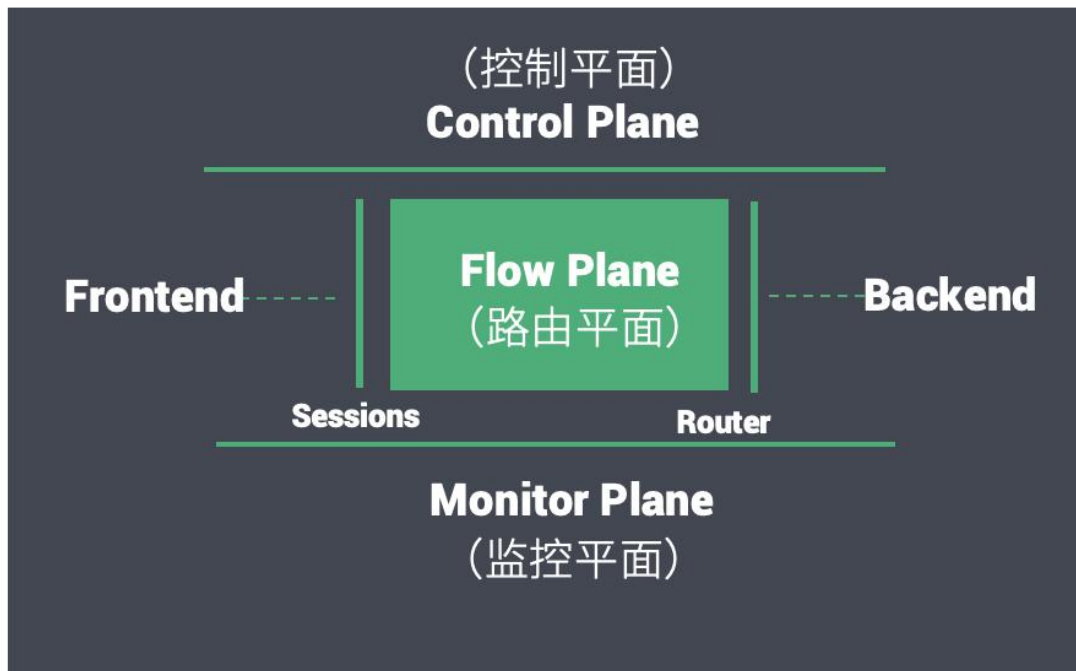 （控制平面）
Control Plane
Frontend
Flow Plane
（路由平面）
Backend
Sessions
Router
Monitor Plane
（监控平面）